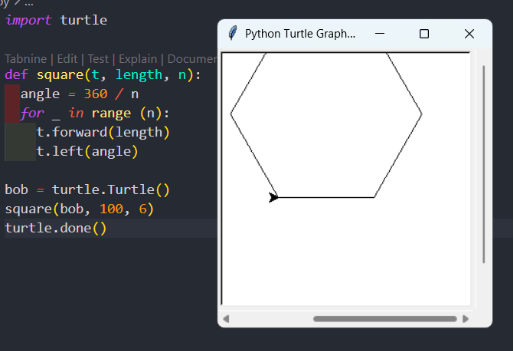 py / ...
import turtle
Tabnine | Edit | Test | Explain | Documen
def square(t, length, n):
angle = 360 / n
for _ in range (n):
t.forward(length)
t.left(angle)
bob = turtle.Turtle()
square(bob, 100, 6)
turtle.done()
Python Turtle Graph...